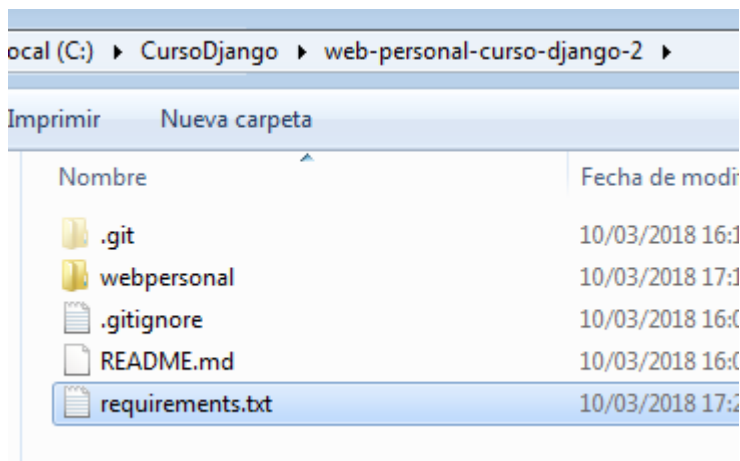 ocal (C:) ▸ CursoDjango ▸ web-personal-curso-django-2 ▸
Imprimir Nueva carpeta
Nombre Fecha de modi
.git 10/03/2018 16:1
webpersonal 10/03/2018 17:1
.gitignore 10/03/2018 16:0
README.md 10/03/2018 16:0
requirements.txt 10/03/2018 17:2